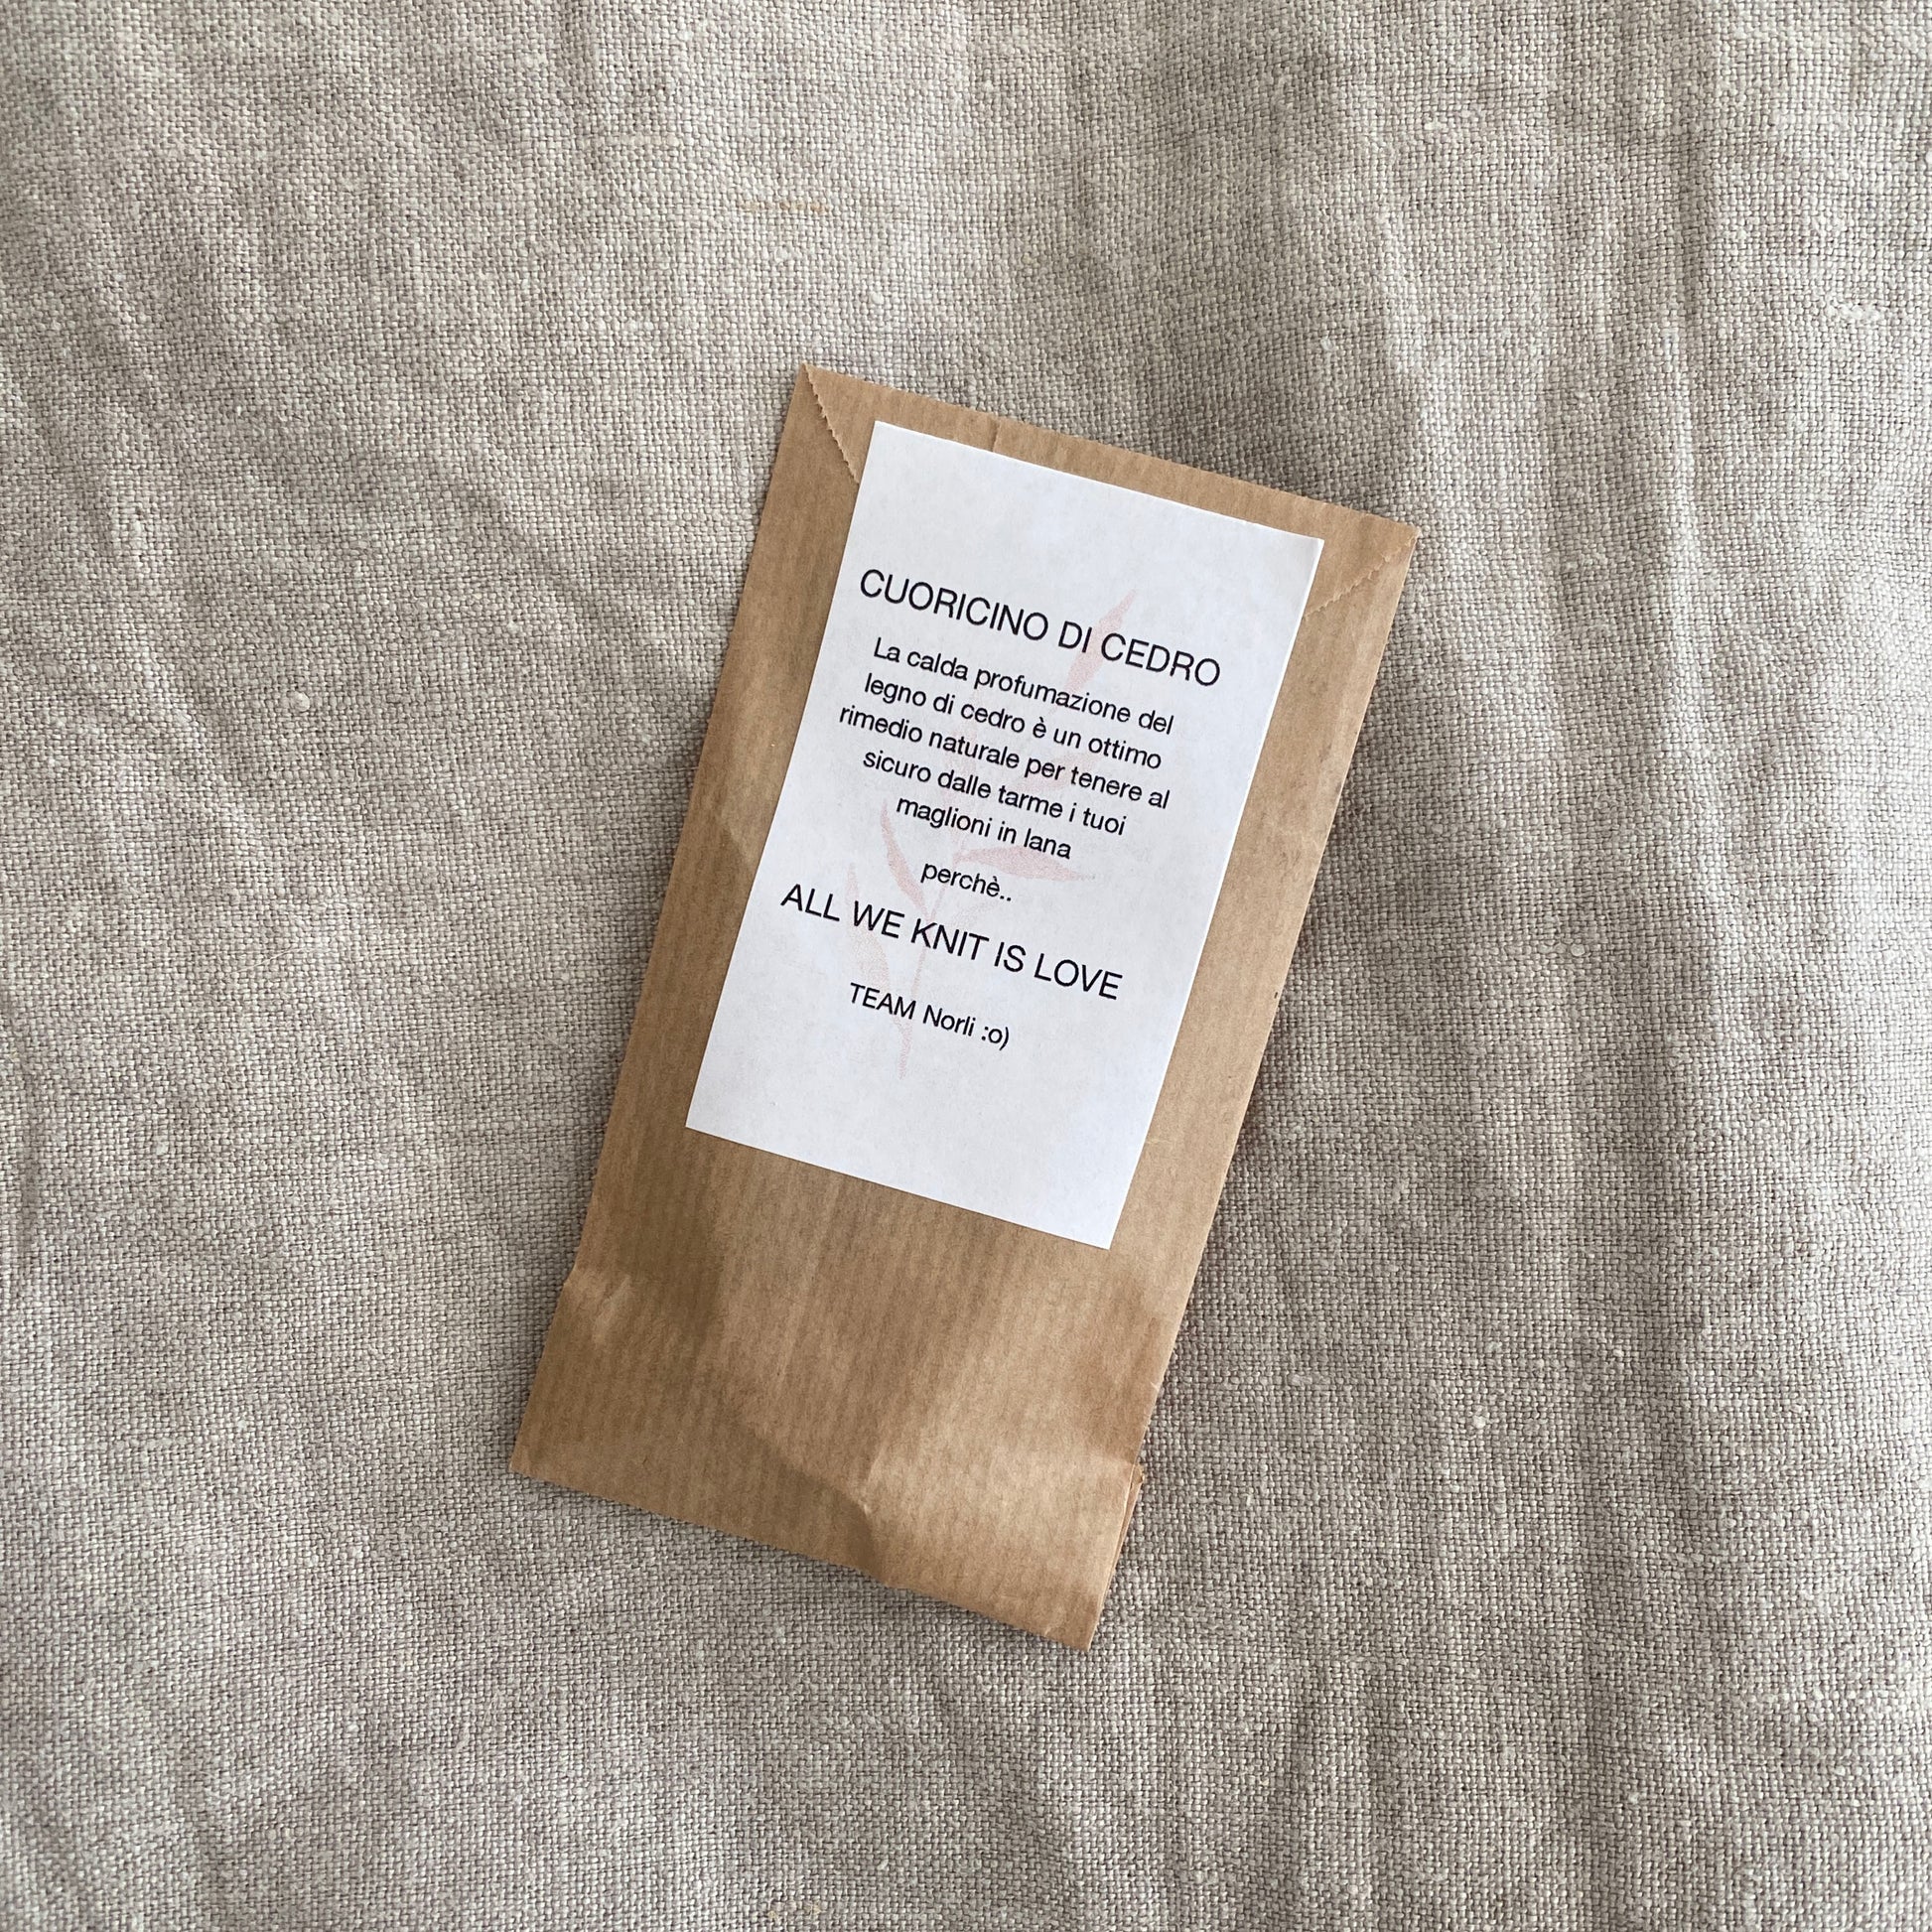 CUORICINO DI CEDRO
La calda profumazione del
legno di cedro è un ottimo
rimedio naturale per tenere al
sicuro dalle tarme i tuoi
maglioni in lana
perchè..
ALL WE KNIT IS LOVE
TEAM Norli :o)